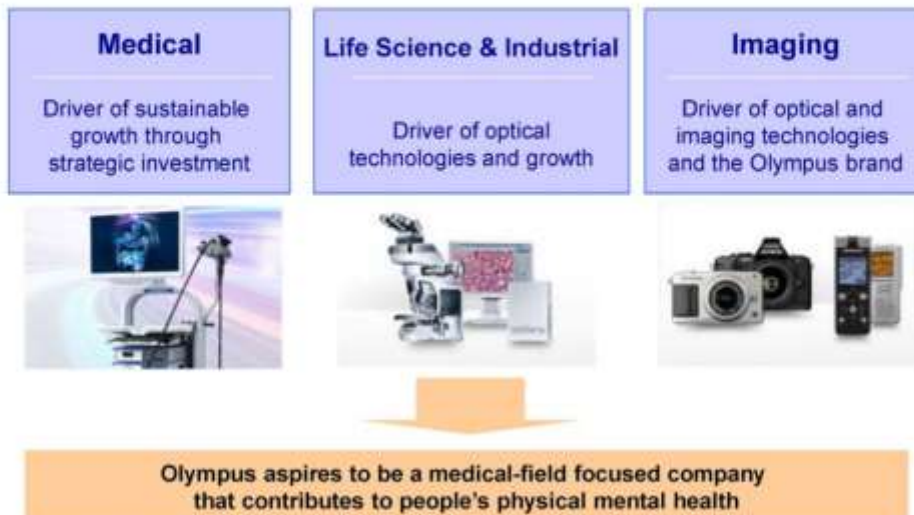 Medical
Driver of sustainable
growth through
strategic investment
Life Science & Industrial
Driver of optical
technologies and growth
Imaging
Driver of optical and
imaging technologies
and the Olympus brand
Olympus aspires to be a medical-field focused company
that contributes to people's physical mental health